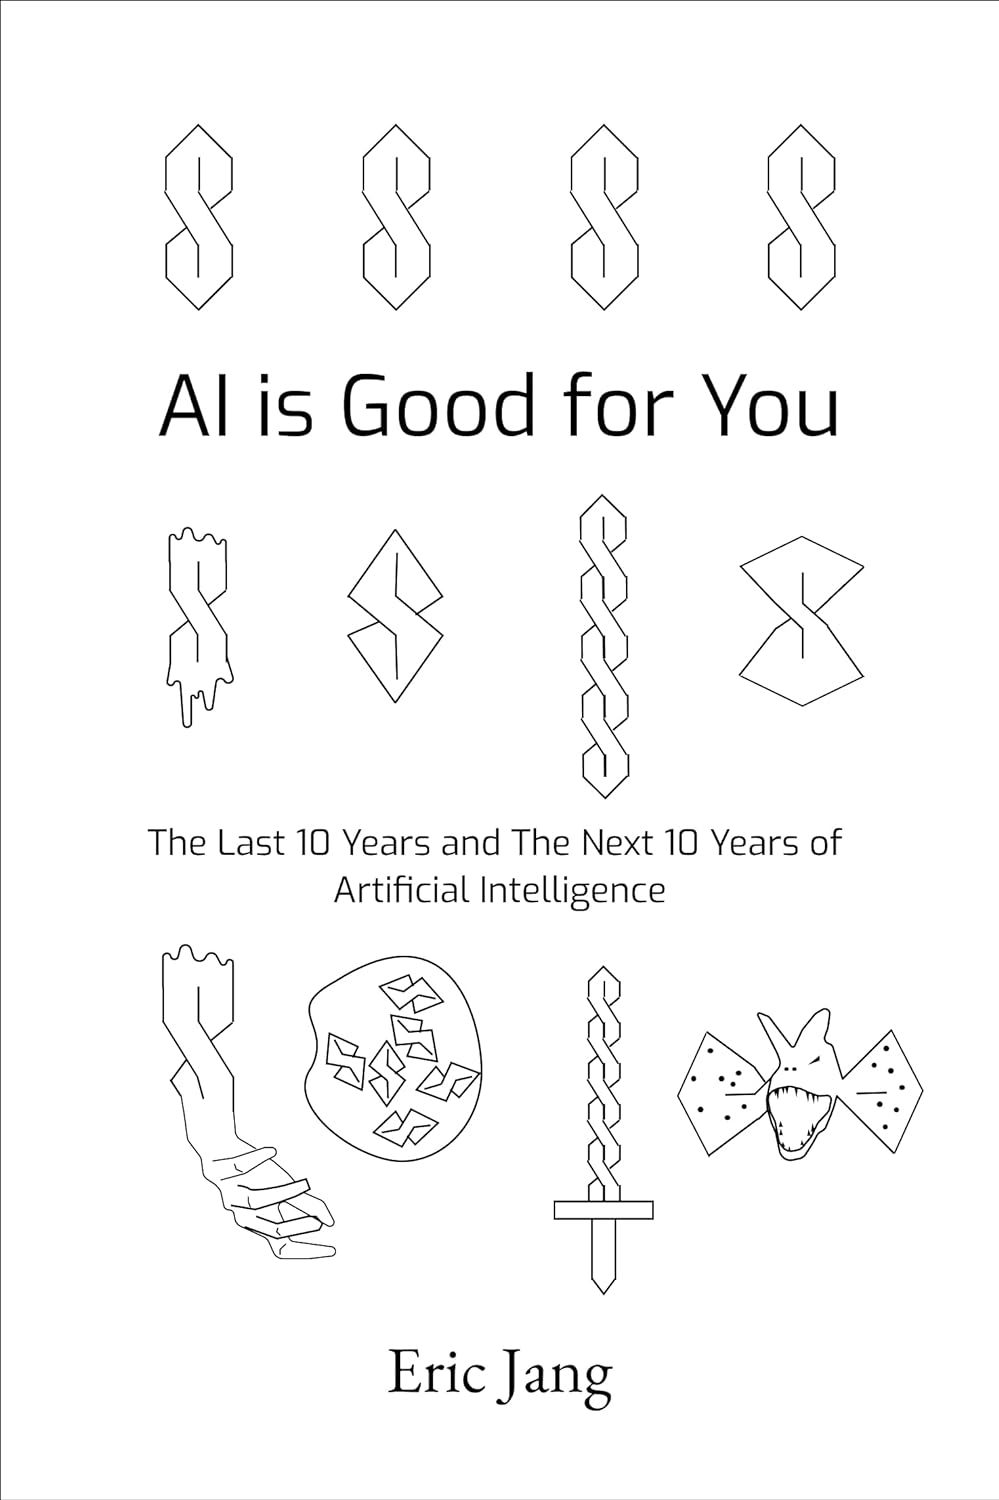 AI is Good for You
The Last 10 Years and The Next 10 Years of
Artificial Intelligence
Eric Jang